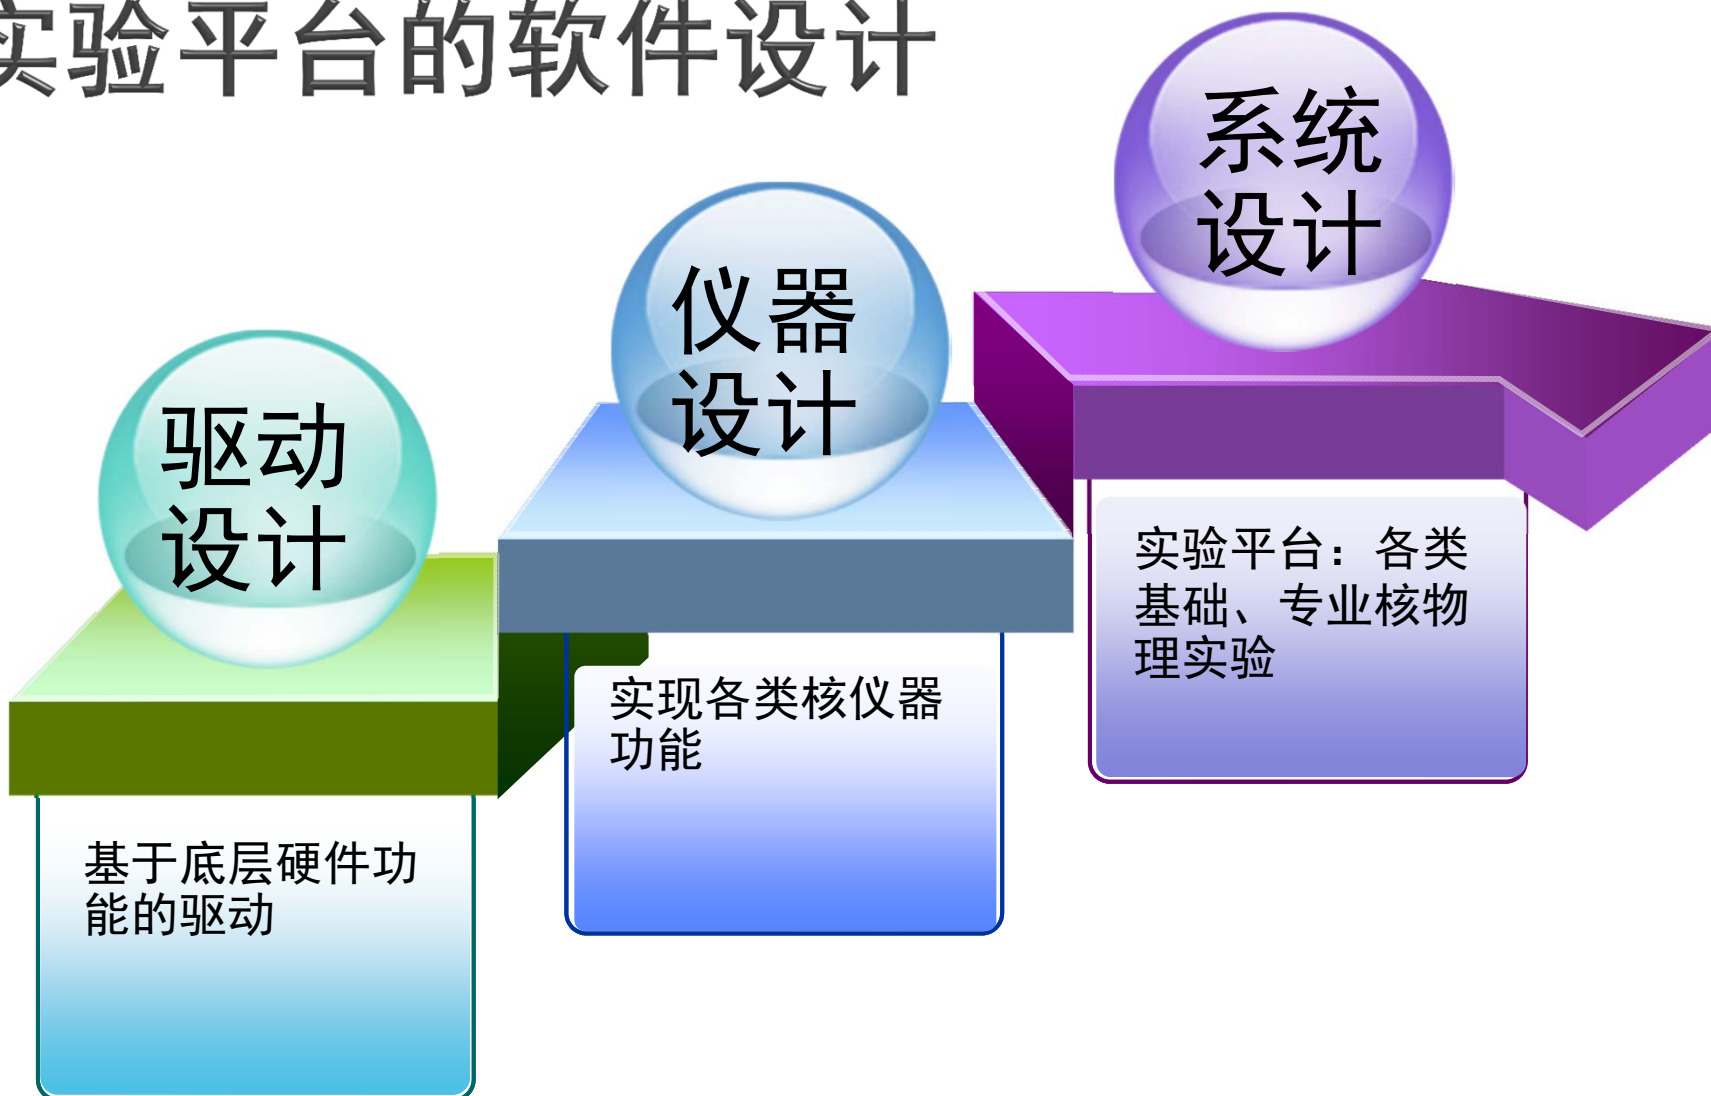 实验平台的软件设计
系统
设计
仪器
设计
驱动
设计
实验平台：各类
基础、专业核物
理实验
实现各类核仪器
功能
基于底层硬件功
能的驱动